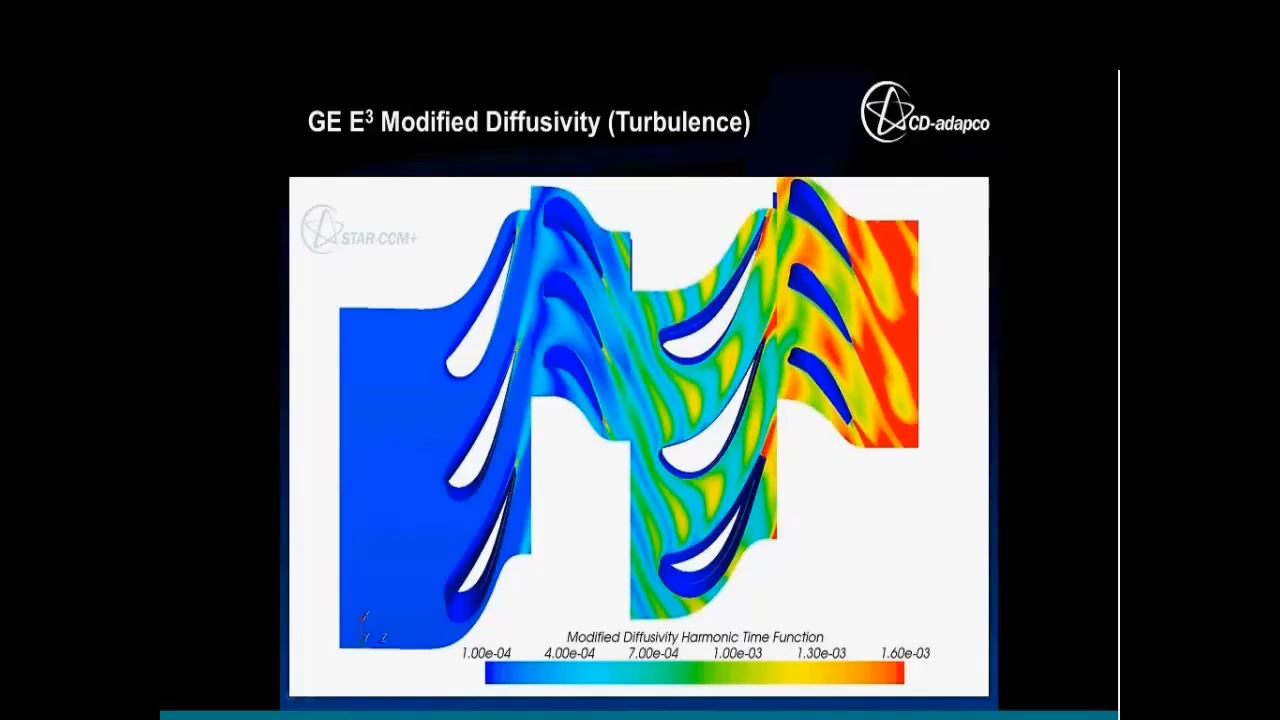 GE E³ Modified Diffusivity (Turbulence)
CD-adapco
STAR-CCM+
X
Y Z
Modified Diffusivity Harmonic Time Function
1.00e-04 4.00e-04 7.00e-04 1.00e-03 1.30e-03 1.60e-03